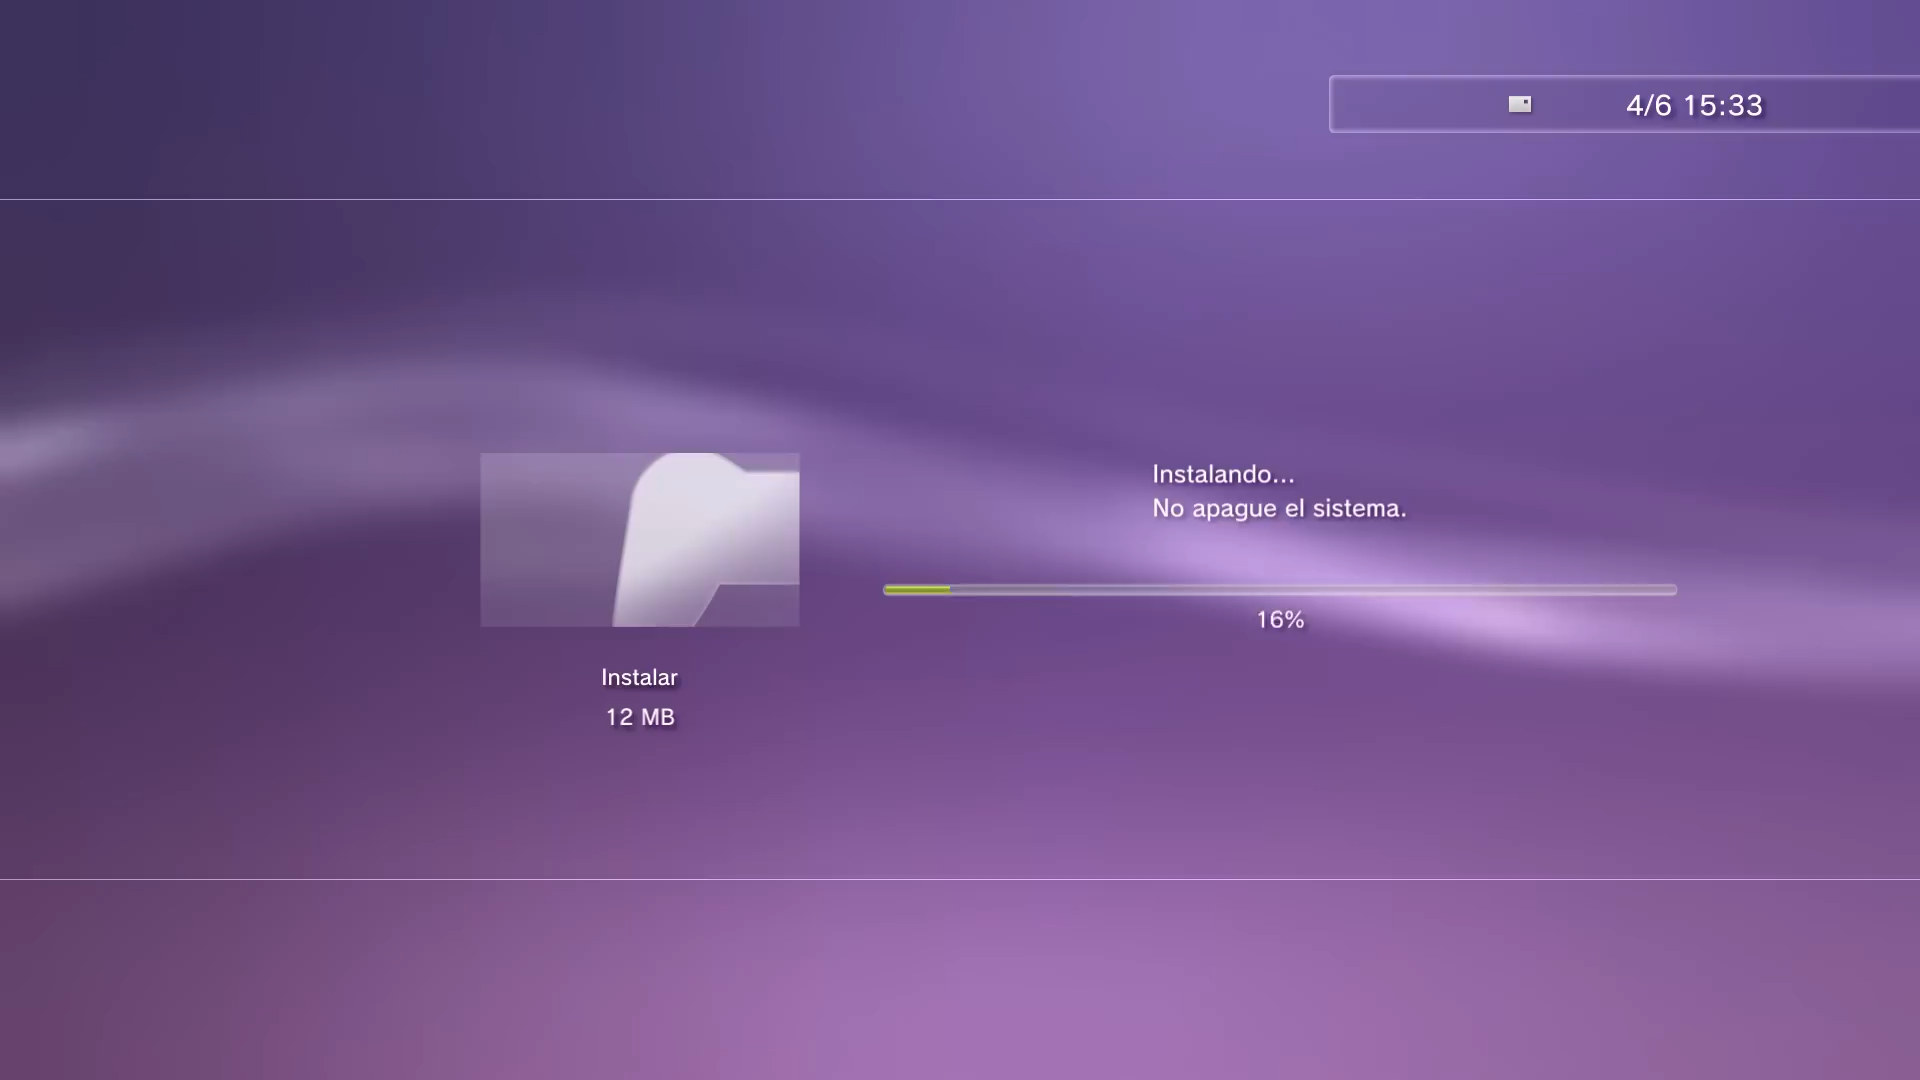 4/6 15:33
Instalando...
No apague el sistema.
16%
Instalar
12 MB